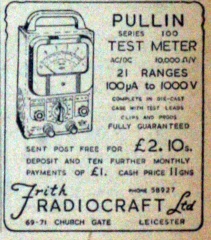 PULLIN
SERIES 100
TEST METER
AC/DC 10,000 Ω/V
21 RANGES
100μA to 1000V
COMPLETE IN DIE-CAST
CASE WITH TEST LEADS
CLIPS AND PRODS
FULLY GUARANTEED
SENT POST FREE FOR £2.10s.
DEPOSIT AND TEN FURTHER MONTHLY
PAYMENTS OF £1. CASH PRICE 11GNS
Frith PHONE 58927
RADIOCRAFT Ltd
69-71 CHURCH GATE LEICESTER